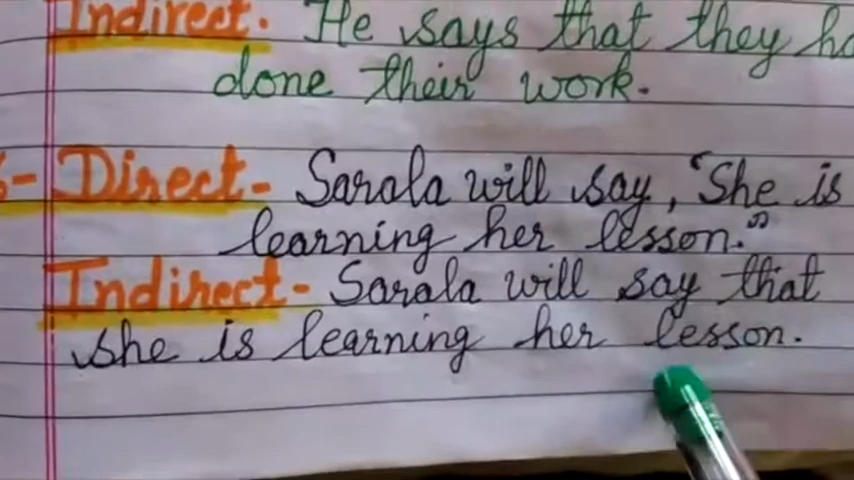 Indirect. He says that they
done their work.
Direct- Sarala will say, "She is
learning her lesson."
Indirect- Sarala will say that
she is learning her lesson.